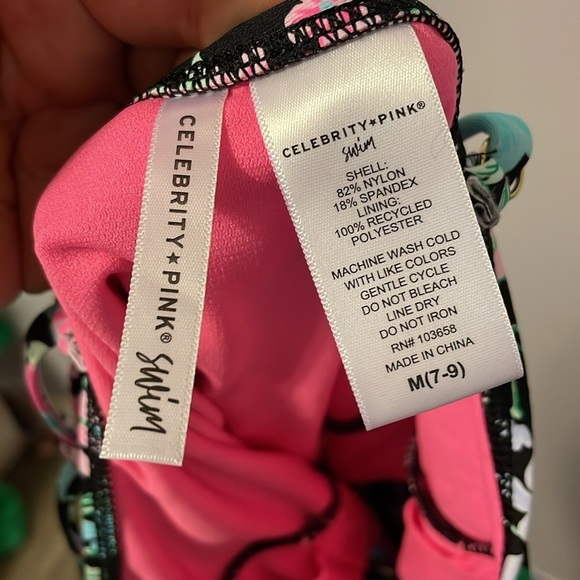 CELEBRITY★PINK® swim
CELEBRITY★PINK®
swim
SHELL:
82% NYLON
18% SPANDEX
LINING:
100% RECYCLED
POLYESTER
MACHINE WASH COLD
WITH LIKE COLORS
GENTLE CYCLE
DO NOT BLEACH
LINE DRY
DO NOT IRON
RN# 103658
MADE IN CHINA
M(7-9)